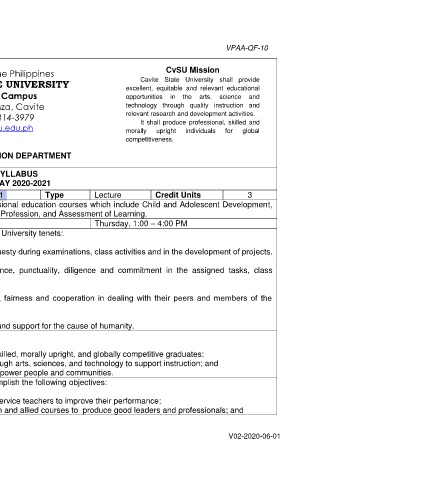 VPAA-QF-10
e Philippines
UNIVERSITY
Campus
nza, Cavite
14-3979
u.edu.ph
CvSU Mission
Cavite State University shall provide
excellent, equitable and relevant educational
opportunities in the arts, science and
technology through quality instruction and
relevant research and development activities.
It shall produce professional, skilled and
morally upright individuals for global
competitiveness.
ON DEPARTMENT
YLLABUS
AY 2020-2021
1 Type Lecture Credit Units 3
sional education courses which include Child and Adolescent Development,
Profession, and Assessment of Learning.
Thursday, 1:00 – 4:00 PM
University tenets:
esty during examinations, class activities and in the development of projects.
nce, punctuality, diligence and commitment in the assigned tasks, class
fairness and cooperation in dealing with their peers and members of the
nd support for the cause of humanity.
killed, morally upright, and globally competitive graduates;
ugh arts, sciences, and technology to support instruction; and
power people and communities.
mplish the following objectives:
ervice teachers to improve their performance;
n and allied courses to produce good leaders and professionals; and
V02-2020-06-01